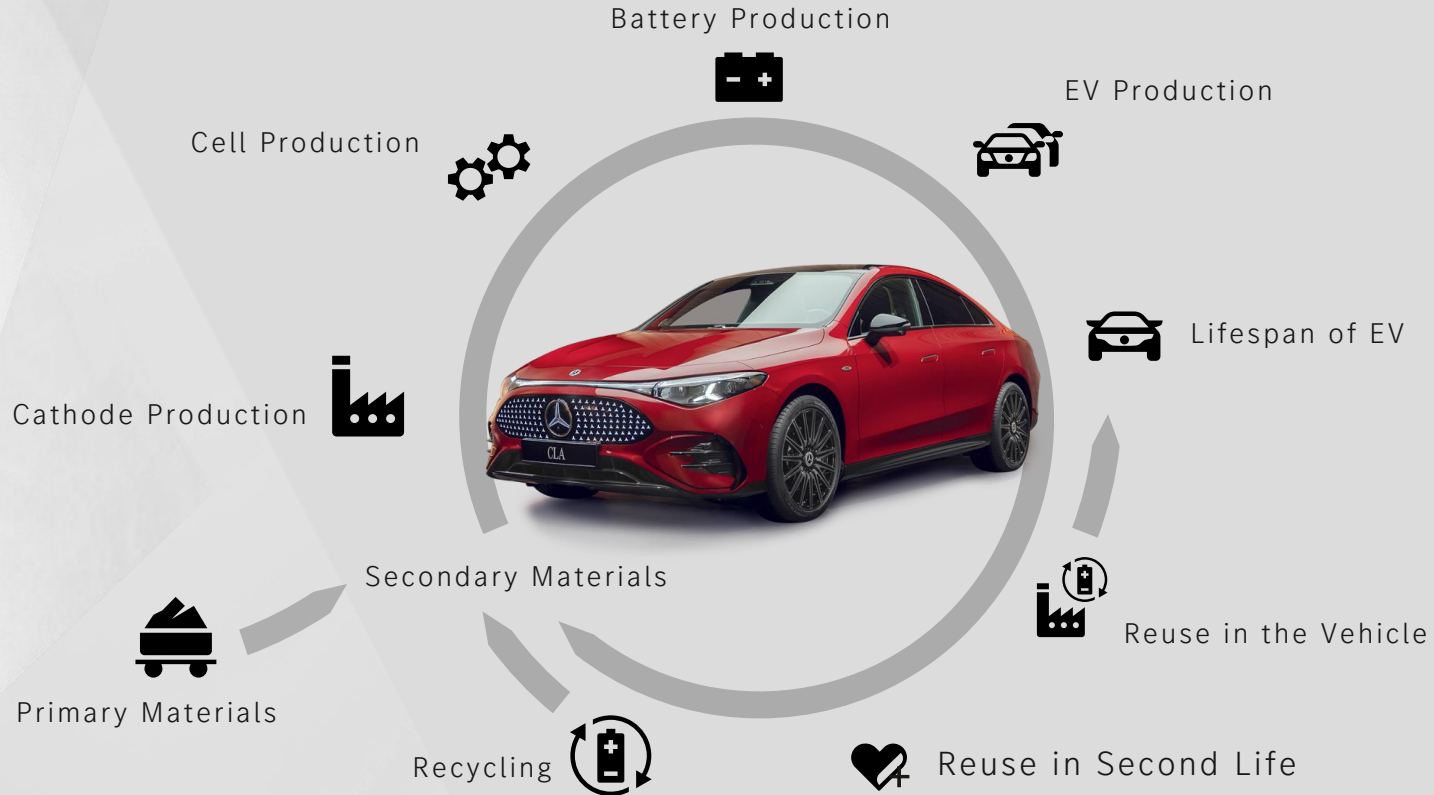 Battery Production
EV Production
Cell Production
Lifespan of EV
Cathode Production
CLA
Secondary Materials
Reuse in the Vehicle
Primary Materials
Recycling
Reuse in Second Life